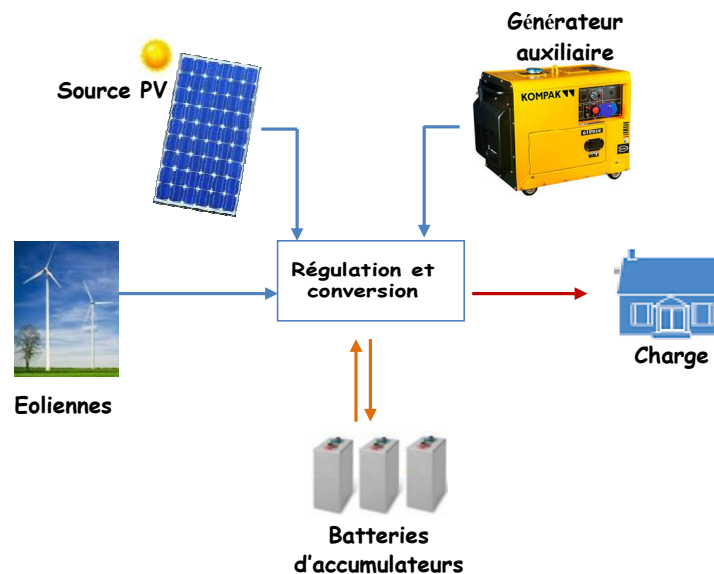 Générateur
auxiliaire
Source PV
KOMPAK
Régulation et
conversion
Charge
Eoliennes
Batteries
d'accumulateurs